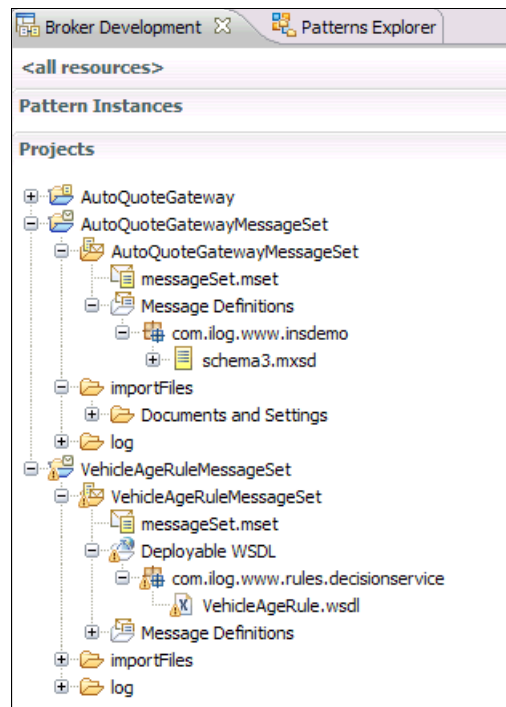 Broker Development Patterns Explorer
<all resources>
Pattern Instances
Projects
AutoQuoteGateway
AutoQuoteGatewayMessageSet
AutoQuoteGatewayMessageSet
messageSet.mset
Message Definitions
com.ilog.www.insdemo
schema3.mxsd
importFiles
Documents and Settings
log
VehicleAgeRuleMessageSet
VehicleAgeRuleMessageSet
messageSet.mset
Deployable WSDL
com.ilog.www.rules.decisionservice
VehicleAgeRule.wsdl
Message Definitions
importFiles
log